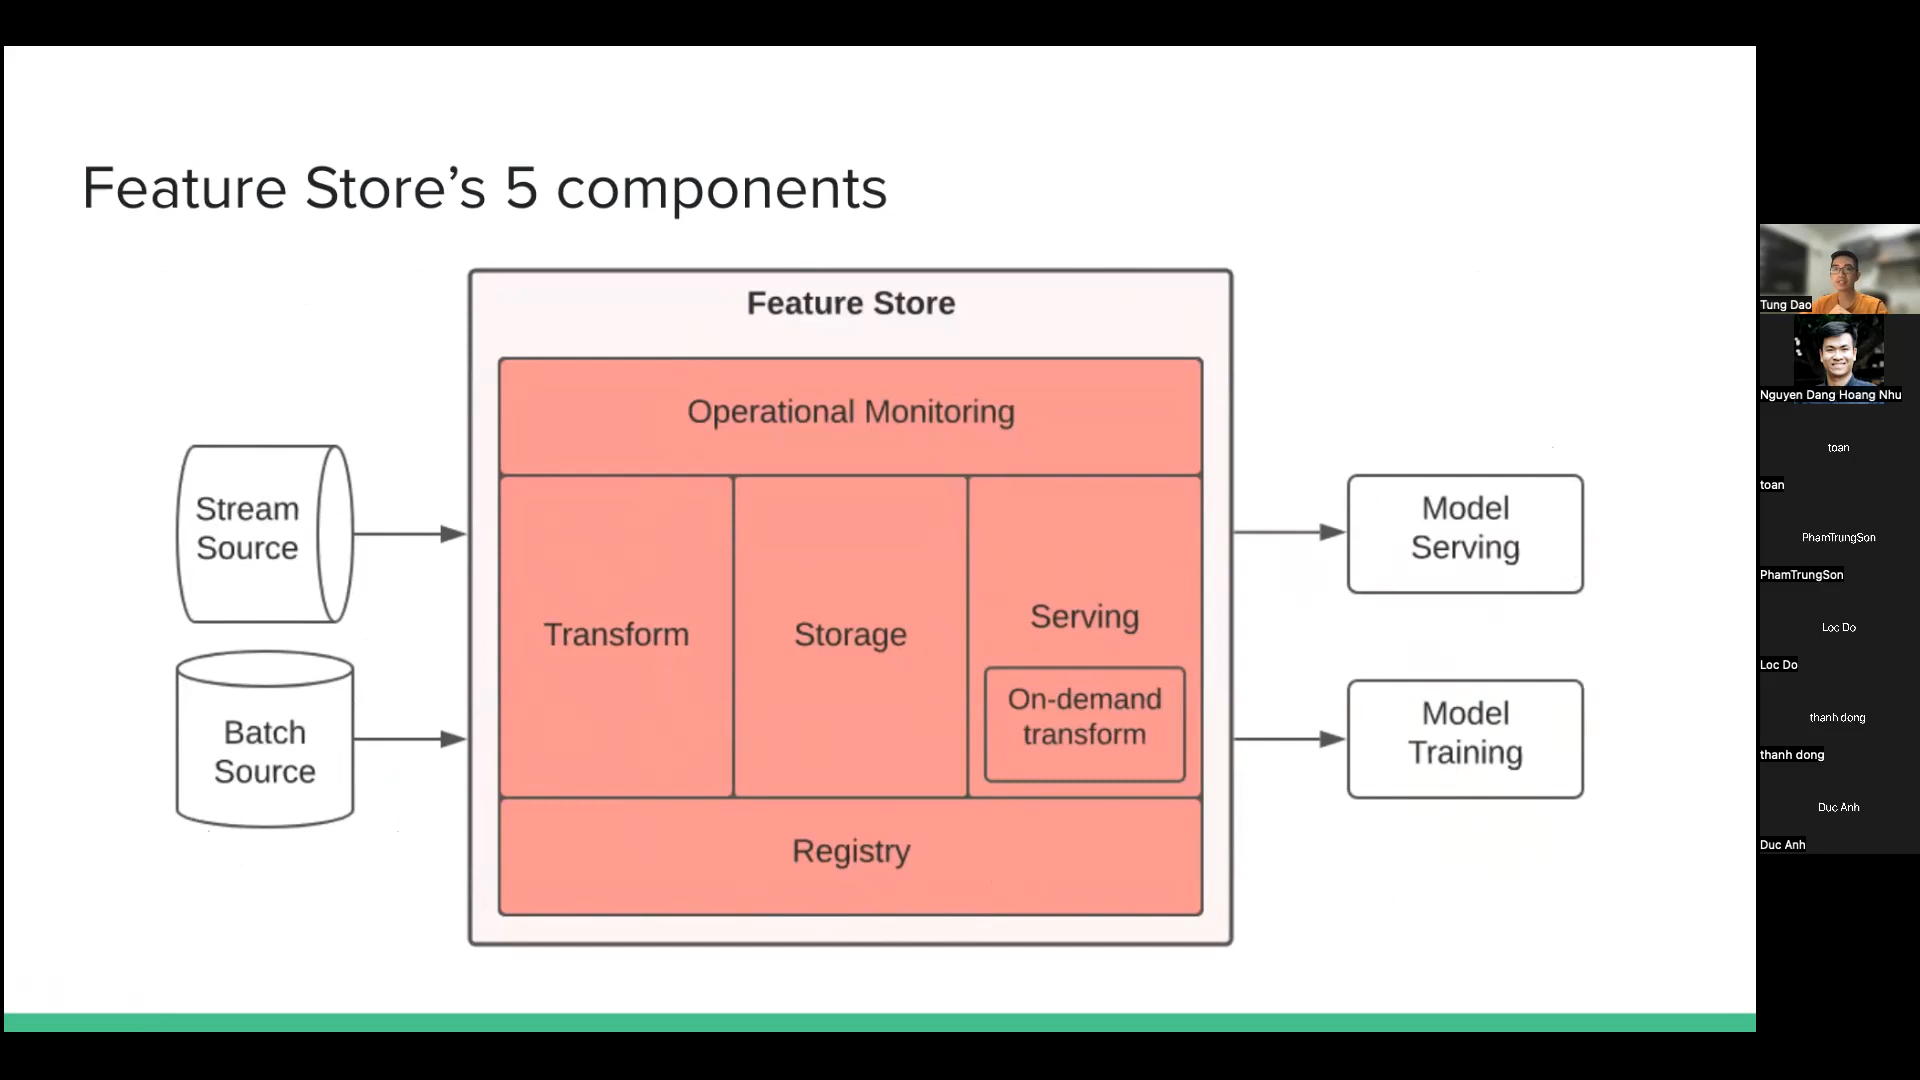 Feature Store’s 5 components
Feature Store
Operational Monitoring
Stream
Source
Batch
Source
Transform
Storage
Serving
On-demand
transform
Registry
Model
Serving
Model
Training
Tung Dao
Nguyen Dang Hoang Nhu
toan
toan
PhamTrungSon
PhamTrungSon
Loc Do
Loc Do
thanh dong
thanh dong
Duc Anh
Duc Anh